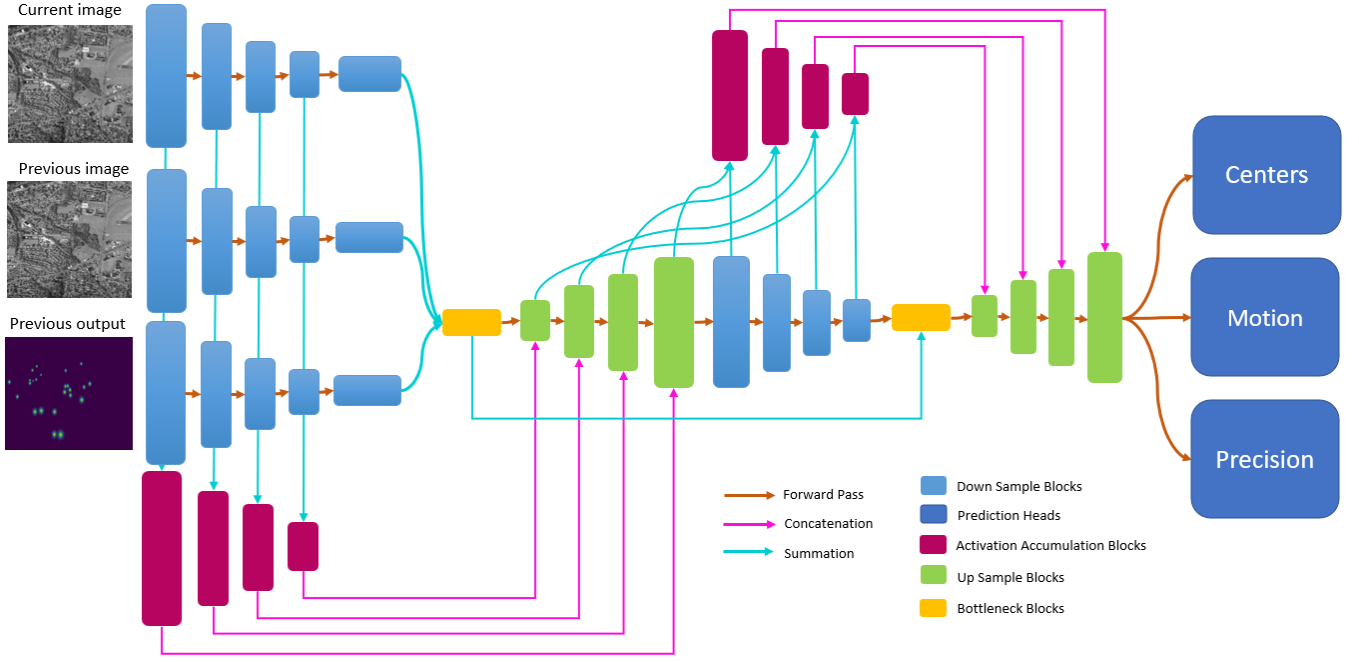 Current image
Previous image
Previous output
Centers
Motion
Precision
Forward Pass
Concatenation
Summation
Down Sample Blocks
Prediction Heads
Activation Accumulation Blocks
Up Sample Blocks
Bottleneck Blocks